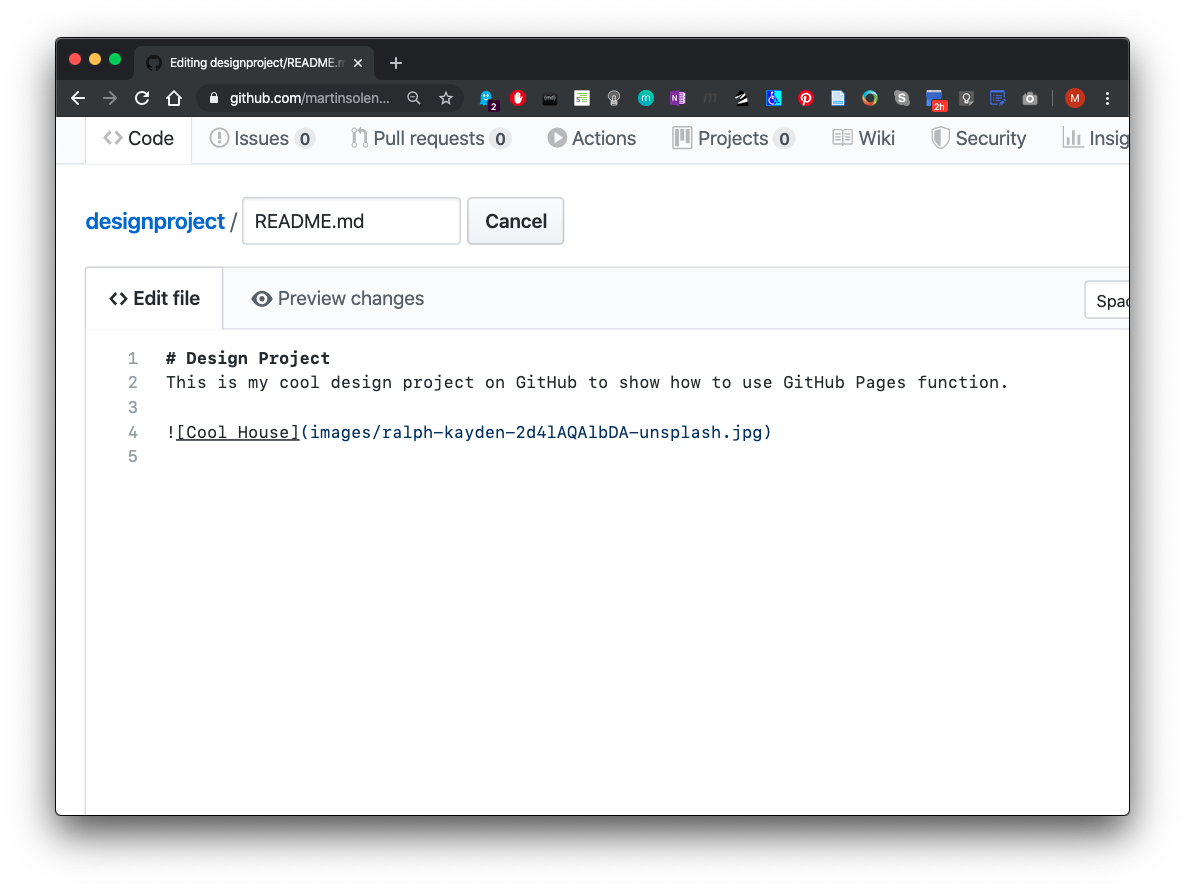 Editing designproject/README.m
github.com/martinsolen...
2
2h
M
Code Issues 0 Pull requests 0 Actions Projects 0 Wiki Security Insig
designproject / README.md Cancel
Edit file Preview changes Spac
1 # Design Project
2 This is my cool design project on GitHub to show how to use GitHub Pages function.
3
4 ![Cool House](images/ralph-kayden-2d4lAQAlbDA-unsplash.jpg)
5